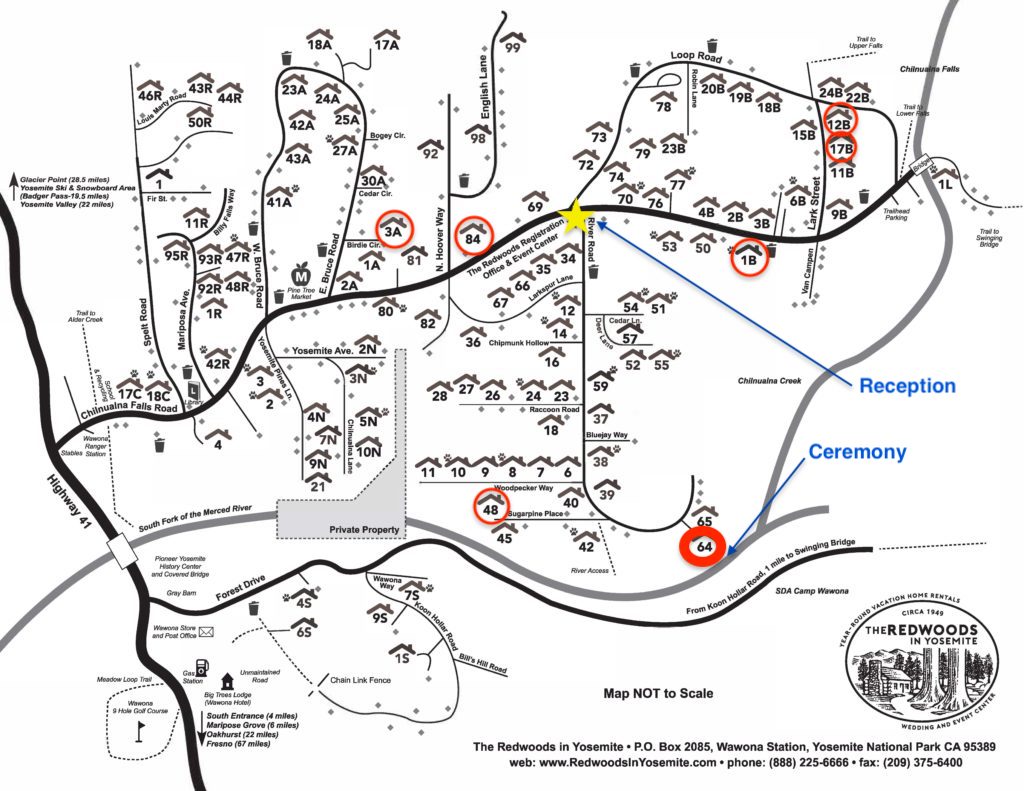 18A
17A
99
Loop Road
Trail to
Upper Falls
Chilnualna Falls
46R
43R
44R
Louis Marty Road
50R
23A
24A
25A
42A
27A
43A
Bogey Cir.
30A
Cedar Cir.
41A
English Lane
98
92
Robin Lane
78
20B
19B
18B
24B
22B
12B
15B
17B
11B
Trail to
Lower Falls
73
72
79
23B
74
77
70
76
69
Bridge
1L
Glacier Point (28.5 miles)
Yosemite Ski & Snowboard Area
(Badger Pass-19.5 miles)
Yosemite Valley (22 miles)
1
Fir St.
Billy Falls Way
11R
95R
93R
47R
92R
48R
1R
42R
W. Bruce Road
E. Bruce Road
3A
Birdie Cir.
1A
81
2A
N. Hoover Way
84
The Redwoods Registration
Office & Event Center
River Road
4B
2B
3B
6B
Lark Street
9B
Trailhead
Parking
53
50
1B
Van Campen
Trail to
Swinging
Bridge
Pine Tree
Market
80
82
34
35
66
Larkspur Lane
67
12
54
51
Cedar Ln.
57
Deer Lane
14
Chipmunk Hollow
16
36
52
55
Trail to
Alder Creek
Spelt Road
Mariposa Ave.
School
& Recycling
17C
18C
Library
Chilnualna Falls Road
3
2
4
Yosemite Ave.
2N
Yosemite Pines Ln.
3N
4N
5N
7N
Chilnualna Lane
9N
10N
21
28
27
26
24
23
59
Raccoon Road
18
37
Bluejay Way
38
Chilnualna Creek
Reception
Ceremony
Wawona
Ranger
Station
Stables
Highway 41
11
10
9
8
7
6
Woodpecker Way
48
40
39
Sugarpine Place
45
42
River Access
65
64
South Fork of the Merced River
Private Property
Pioneer Yosemite
History Center
and Covered Bridge
Gray Barn
Forest Drive
4S
6S
Wawona
Way
7S
9S
Koon Hollar Road
1S
Bill's Hill Road
From Koon Hollar Road, 1 mile to Swinging Bridge
SDA Camp Wawona
Wawona Store
and Post Office
Gas
Station
Unmaintained
Road
Chain Link Fence
Meadow Loop Trail
Big Trees Lodge
(Wawona Hotel)
Wawona
9 Hole Golf Course
South Entrance (4 miles)
Mariposa Grove (6 miles)
Oakhurst (22 miles)
Fresno (67 miles)
Map NOT to Scale
YEAR-ROUND VACATION HOME RENTALS
CIRCA 1949
THE REDWOODS
IN YOSEMITE
WEDDING AND EVENT CENTER
The Redwoods in Yosemite • P.O. Box 2085, Wawona Station, Yosemite National Park CA 95389
web: www.RedwoodsInYosemite.com • phone: (888) 225-6666 • fax: (209) 375-6400